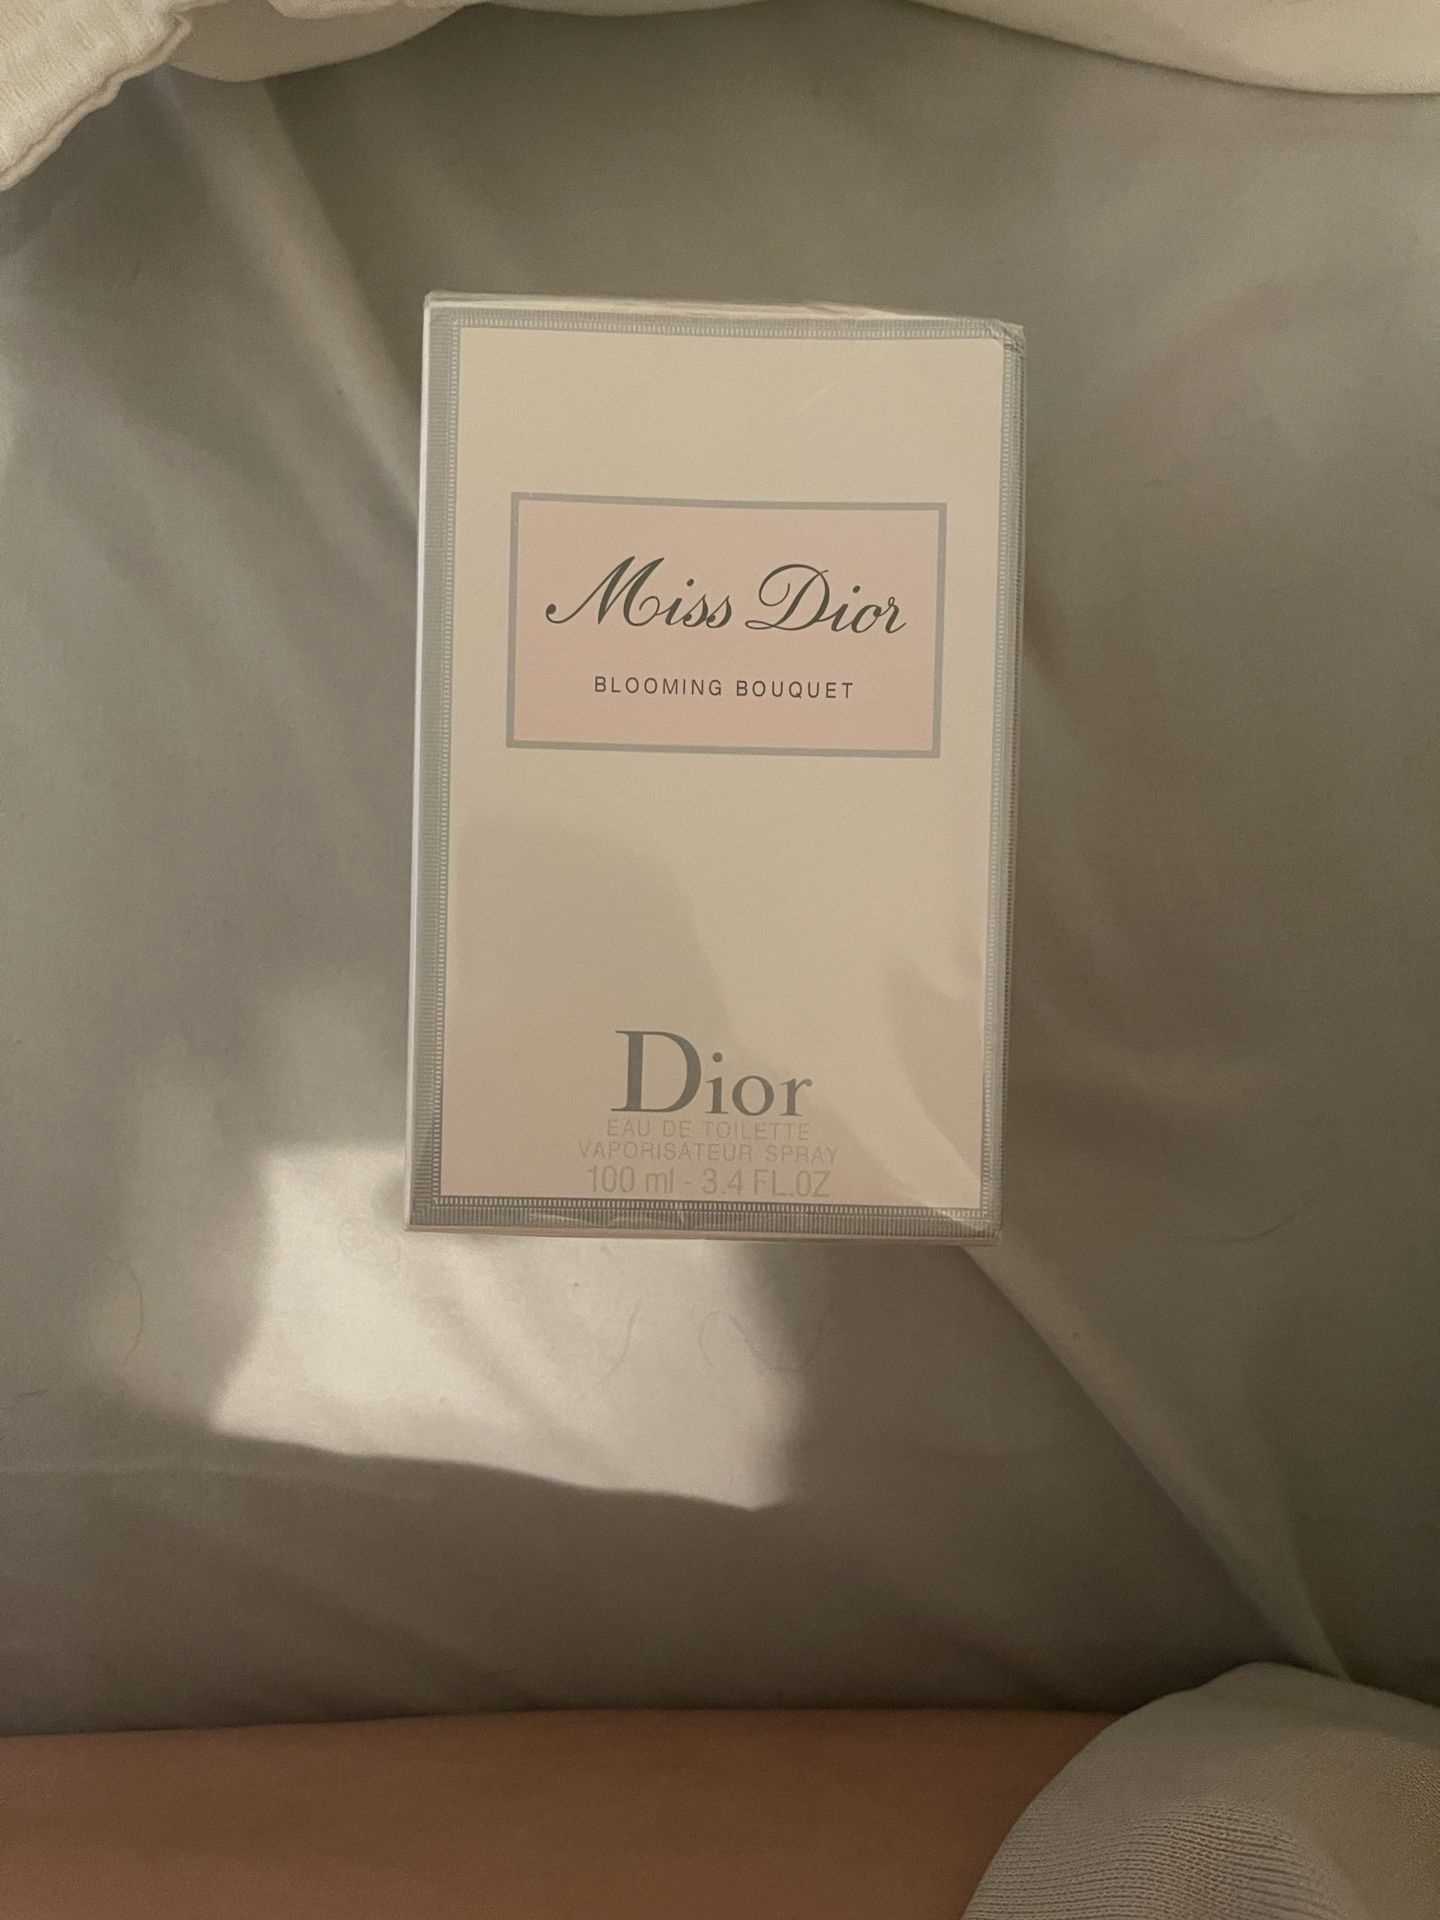 Miss Dior
BLOOMING BOUQUET
Dior
EAU DE TOILETTE
VAPORISATEUR SPRAY
100 ml - 3.4 FL.OZ